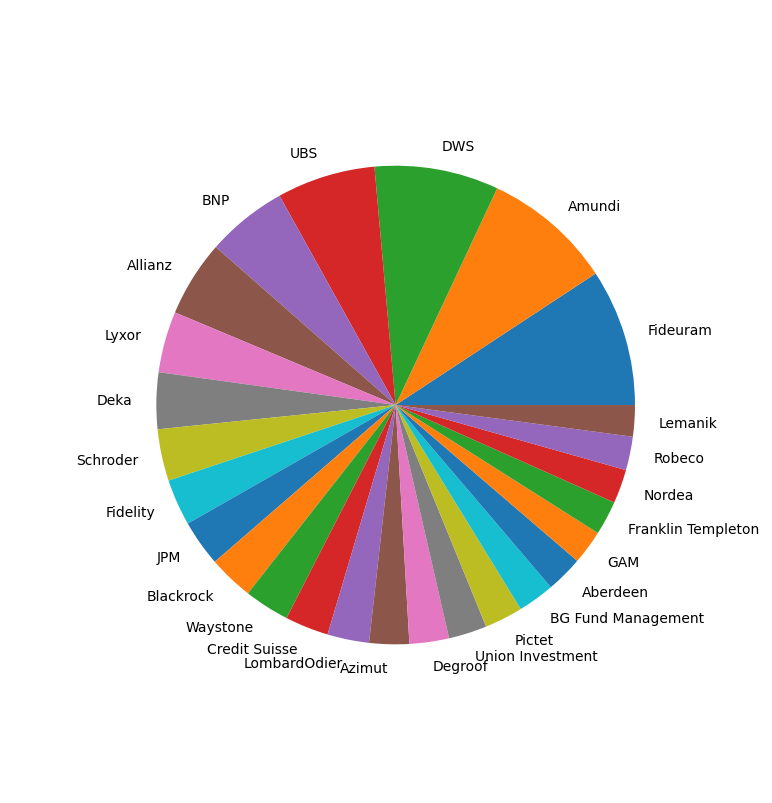 DWS
UBS
BNP
Amundi
Allianz
Fideuram
Lyxor
Deka
Lemanik
Schroder
Robeco
Nordea
Fidelity
Franklin Templeton
JPM
GAM
Blackrock
Aberdeen
BG Fund Management
Waystone
Pictet
Credit Suisse
Union Investment
LombardOdier
Azimut
Degroof